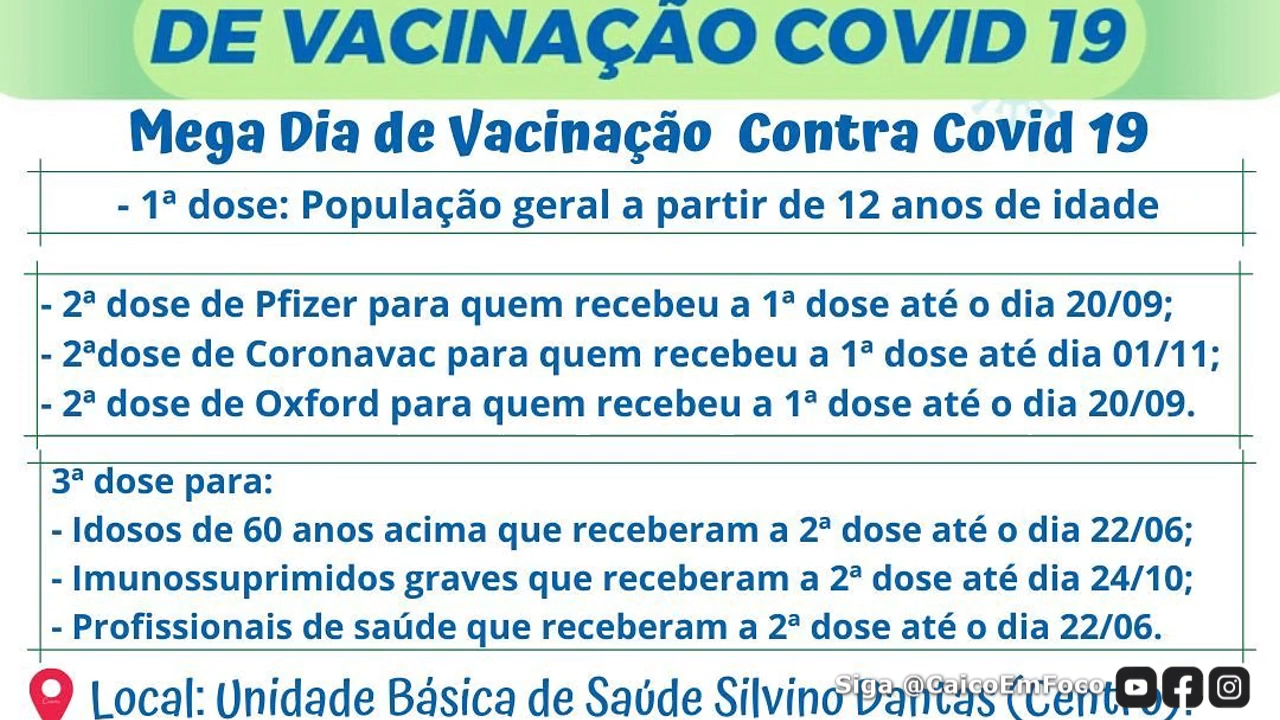 DE VACINAÇÃO COVID 19
Mega Dia de Vacinação Contra Covid 19
- 1ª dose: População geral a partir de 12 anos de idade
- 2ª dose de Pfizer para quem recebeu a 1ª dose até o dia 20/09;
- 2ªdose de Coronavac para quem recebeu a 1ª dose até dia 01/11;
- 2ª dose de Oxford para quem recebeu a 1ª dose até o dia 20/09.
3ª dose para:
- Idosos de 60 anos acima que receberam a 2ª dose até o dia 22/06;
- Imunossuprimidos graves que receberam a 2ª dose até dia 24/10;
- Profissionais de saúde que receberam a 2ª dose até o dia 22/06.
Local: Unidade Básica de Saúde Silvino Dantas (Centro).
Siga @CaicoEmFoco